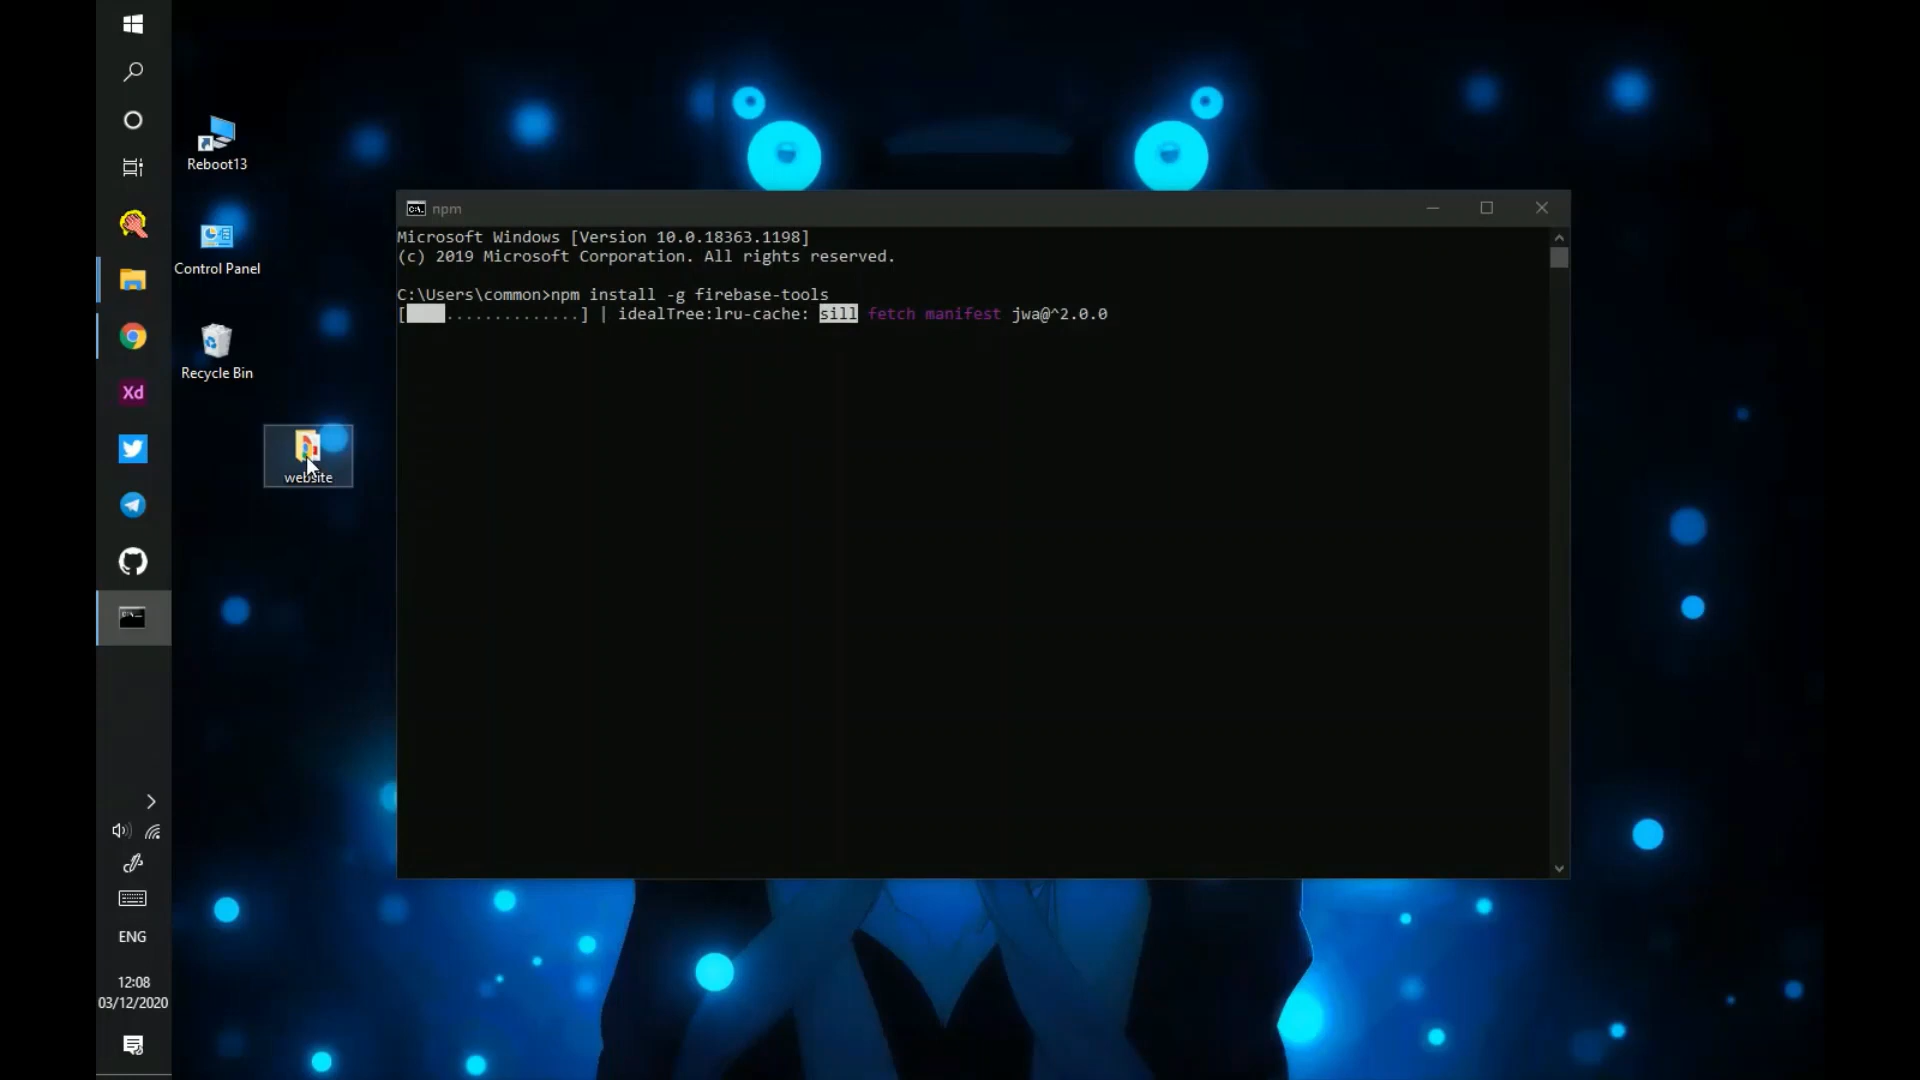 Reboot13
Control Panel
Recycle Bin
Xd
website
npm
Microsoft Windows [Version 10.0.18363.1198]
(c) 2019 Microsoft Corporation. All rights reserved.
C:\Users\common>npm install -g firebase-tools
[    ..............] | idealTree:lru-cache: sill fetch manifest jwa@^2.0.0
ENG
12:08
03/12/2020